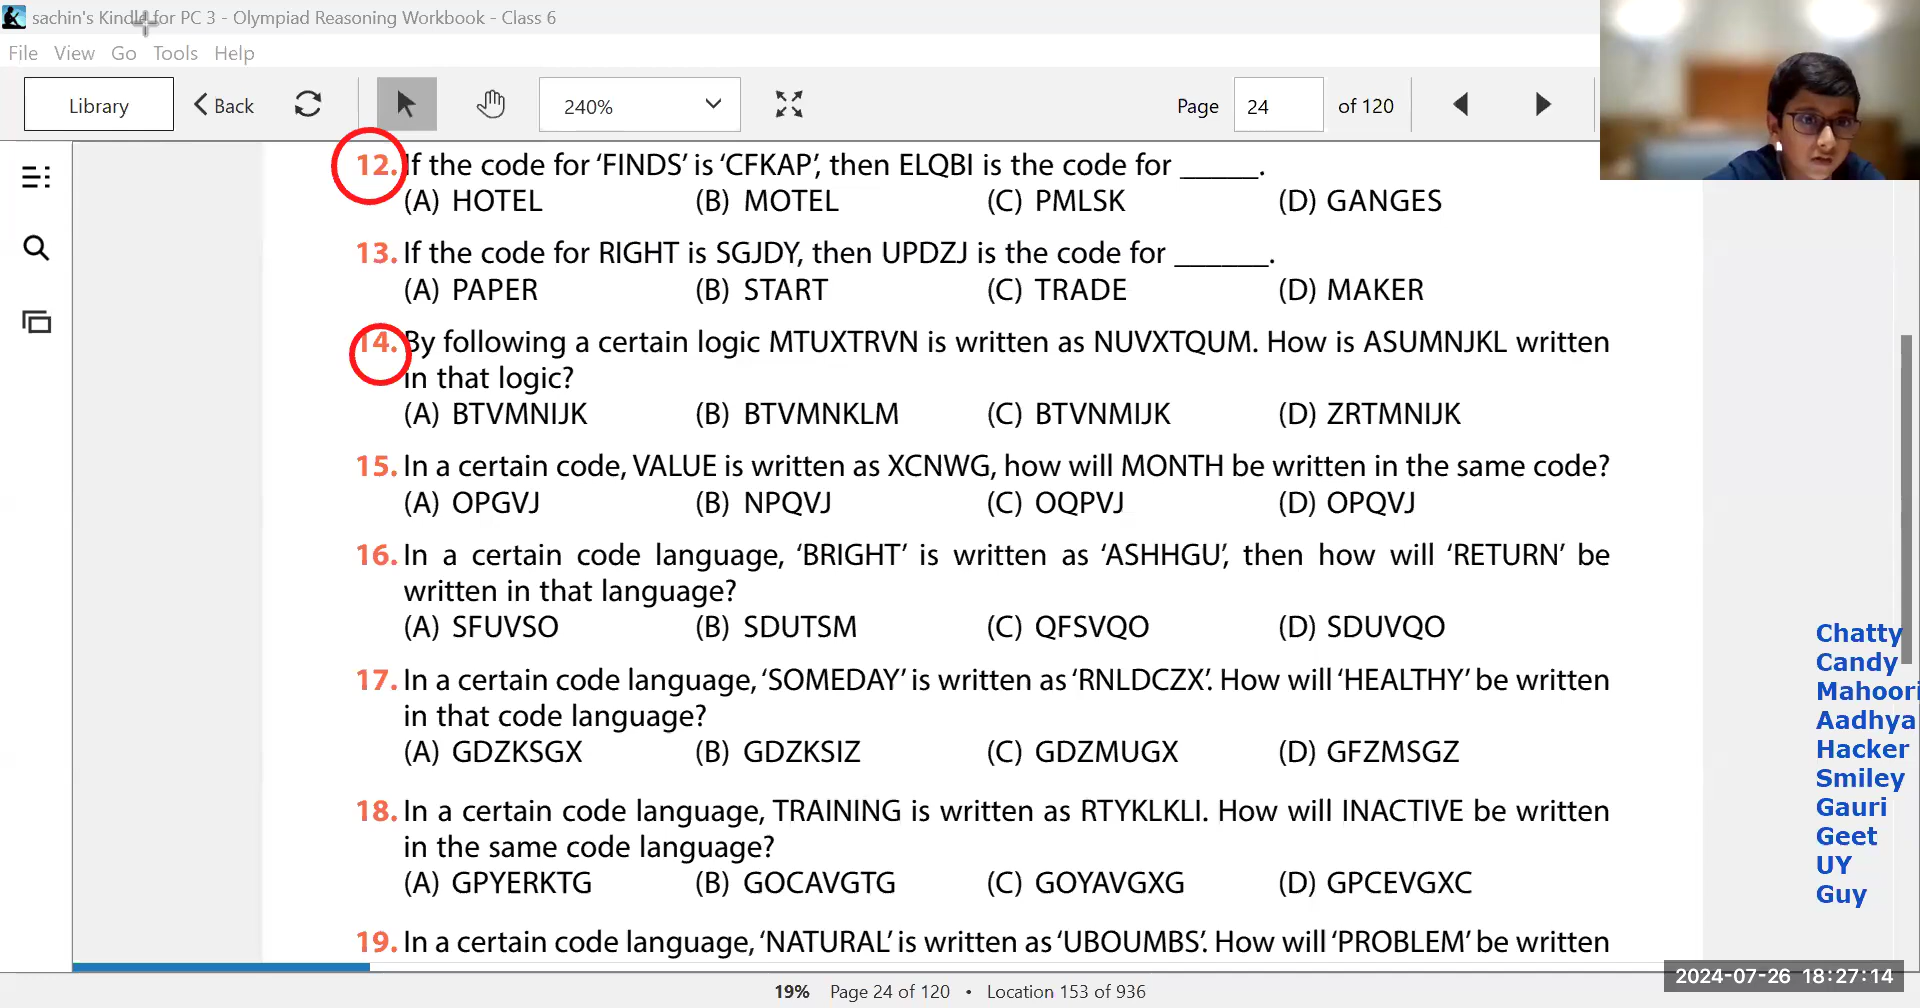 sachin's Kindle for PC 3 - Olympiad Reasoning Workbook - Class 6
File View Go Tools Help
Library Back 240% Page 24 of 120
12. If the code for ‘FINDS’ is ‘CFKAP’, then ELQBI is the code for _____.
(A) HOTEL (B) MOTEL (C) PMLSK (D) GANGES
13. If the code for RIGHT is SGJDY, then UPDZJ is the code for ______.
(A) PAPER (B) START (C) TRADE (D) MAKER
14. By following a certain logic MTUXTRVN is written as NUVXTQUM. How is ASUMNJKL written
in that logic?
(A) BTVMNIJK (B) BTVMNKLM (C) BTVNMIJK (D) ZRTMNIJK
15. In a certain code, VALUE is written as XCNWG, how will MONTH be written in the same code?
(A) OPGVJ (B) NPQVJ (C) OQPVJ (D) OPQVJ
16. In a certain code language, ‘BRIGHT’ is written as ‘ASHHGU’, then how will ‘RETURN’ be
written in that language?
(A) SFUVSO (B) SDUTSM (C) QFSVQO (D) SDUVQO
17. In a certain code language, ‘SOMEDAY’ is written as ‘RNLDCZX’. How will ‘HEALTHY’ be written
in that code language?
(A) GDZKSGX (B) GDZKSIZ (C) GDZMUGX (D) GFZMSGZ
18. In a certain code language, TRAINING is written as RTYKLKLI. How will INACTIVE be written
in the same code language?
(A) GPYERKTG (B) GOCAVGTG (C) GOYAVGXG (D) GPCEVGXC
19. In a certain code language, ‘NATURAL’ is written as ‘UBOUMBS’. How will ‘PROBLEM’ be written
Chatty
Candy
Mahoori
Aadhya
Hacker
Smiley
Gauri
Geet
UY
Guy
2024-07-26 18:27:14
19% Page 24 of 120 • Location 153 of 936